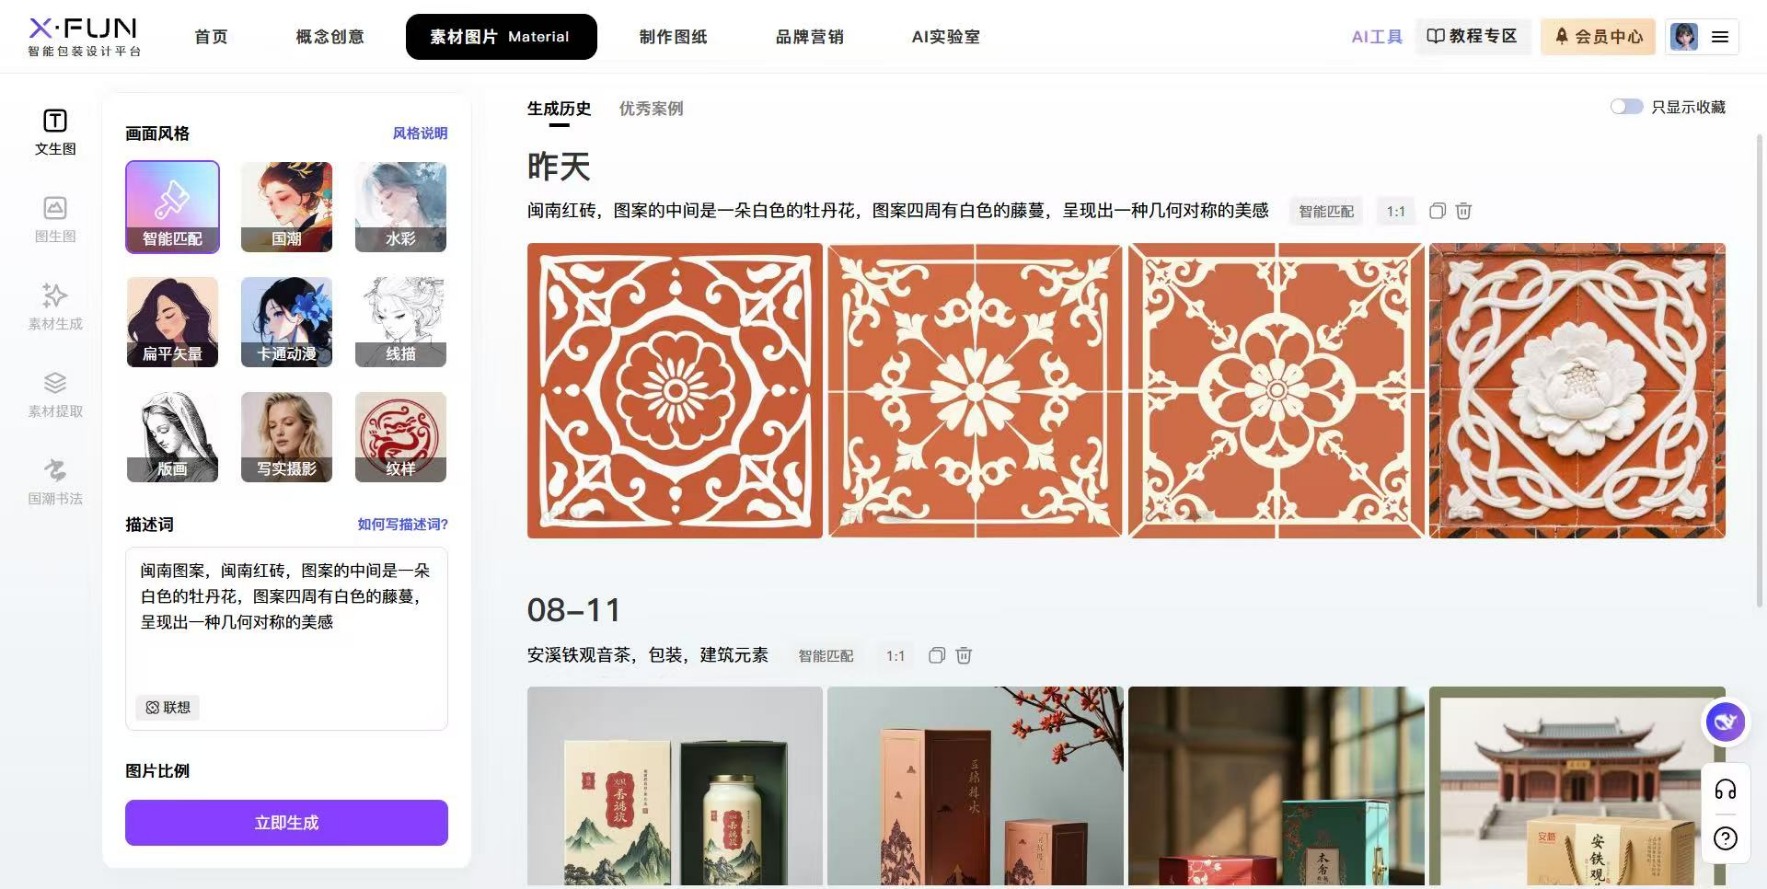 X·FUN
智能包装设计平台
首页
概念创意
素材图片 Material
制作图纸
品牌营销
AI实验室
AI工具
教程专区
会员中心
文生图
图生图
素材生成
素材提取
国潮书法
画面风格
风格说明
智能匹配
国潮
水彩
扁平矢量
卡通动漫
线描
版画
写实摄影
纹样
描述词
如何写描述词?
闽南图案，闽南红砖，图案的中间是一朵
白色的牡丹花，图案四周有白色的藤蔓，
呈现出一种几何对称的美感
联想
图片比例
立即生成
生成历史
优秀案例
只显示收藏
昨天
闽南红砖，图案的中间是一朵白色的牡丹花，图案四周有白色的藤蔓，呈现出一种几何对称的美感
智能匹配
1:1
08-11
安溪铁观音茶，包装，建筑元素
智能匹配
1:1
安铁观